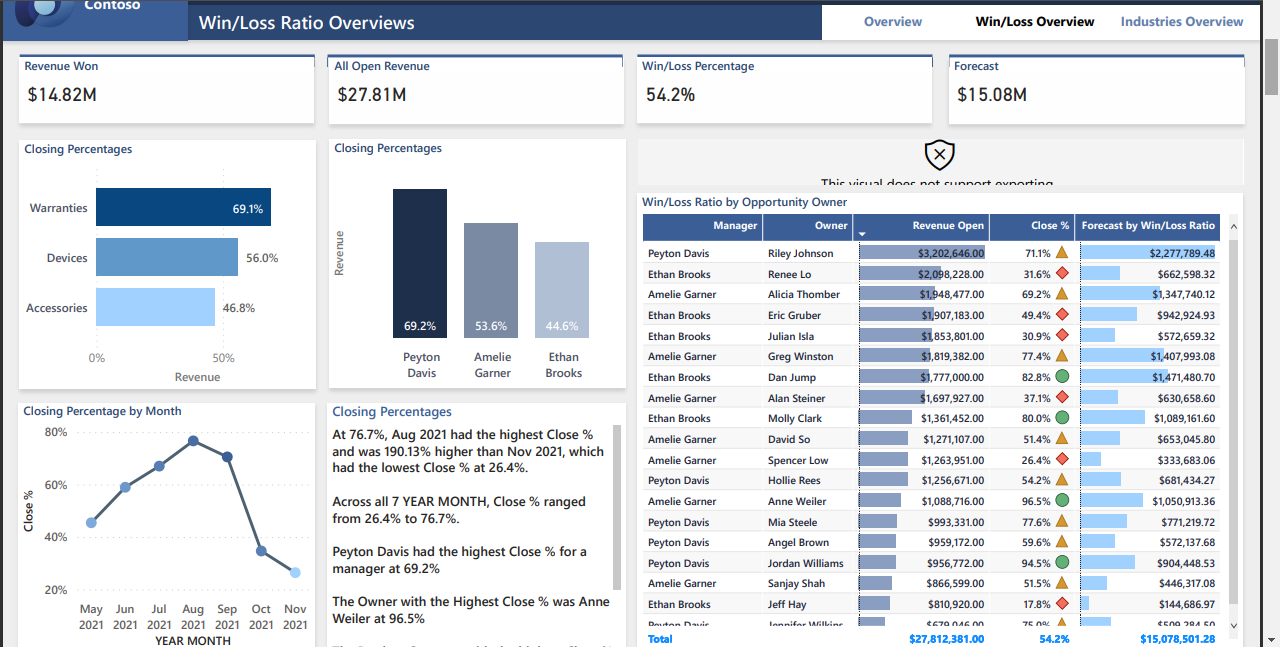 Contoso
Win/Loss Ratio Overviews
Overview
Win/Loss Overview
Industries Overview
Revenue Won
$14.82M
All Open Revenue
$27.81M
Win/Loss Percentage
54.2%
Forecast
$15.08M
Closing Percentages
Warranties 69.1%
Devices 56.0%
Accessories 46.8%
0% 50%
Revenue
Closing Percentages
Revenue
69.2% 53.6% 44.6%
Peyton Amelie Ethan
Davis Garner Brooks
This visual does not support exporting
Win/Loss Ratio by Opportunity Owner
Manager Owner Revenue Open Close % Forecast by Win/Loss Ratio
Peyton Davis Riley Johnson $3,202,646.00 71.1% $2,277,789.48
Ethan Brooks Renee Lo $2,098,228.00 31.6% $662,598.32
Amelie Garner Alicia Thomber $1,948,477.00 69.2% $1,347,740.12
Ethan Brooks Eric Gruber $1,907,183.00 49.4% $942,924.93
Ethan Brooks Julian Isla $1,853,801.00 30.9% $572,659.32
Amelie Garner Greg Winston $1,819,382.00 77.4% $1,407,993.08
Ethan Brooks Dan Jump $1,777,000.00 82.8% $1,471,480.70
Amelie Garner Alan Steiner $1,697,927.00 37.1% $630,658.60
Ethan Brooks Molly Clark $1,361,452.00 80.0% $1,089,161.60
Amelie Garner David So $1,271,107.00 51.4% $653,045.80
Amelie Garner Spencer Low $1,263,951.00 26.4% $333,683.06
Peyton Davis Hollie Rees $1,256,671.00 54.2% $681,434.27
Amelie Garner Anne Weiler $1,088,716.00 96.5% $1,050,913.36
Peyton Davis Mia Steele $993,331.00 77.6% $771,219.72
Peyton Davis Angel Brown $959,172.00 59.6% $572,137.68
Peyton Davis Jordan Williams $956,772.00 94.5% $904,448.53
Amelie Garner Sanjay Shah $866,599.00 51.5% $446,317.08
Ethan Brooks Jeff Hay $810,920.00 17.8% $144,686.97
Peyton Davis Jennifer Wilkins $679,046.00 75.0% $509,284.50
Total $27,812,381.00 54.2% $15,078,501.28
Closing Percentage by Month
Close %
80%
60%
40%
20%
May Jun Jul Aug Sep Oct Nov
2021 2021 2021 2021 2021 2021 2021
YEAR MONTH
Closing Percentages
At 76.7%, Aug 2021 had the highest Close %
and was 190.13% higher than Nov 2021, which
had the lowest Close % at 26.4%.
Across all 7 YEAR MONTH, Close % ranged
from 26.4% to 76.7%.
Peyton Davis had the highest Close % for a
manager at 69.2%
The Owner with the Highest Close % was Anne
Weiler at 96.5%